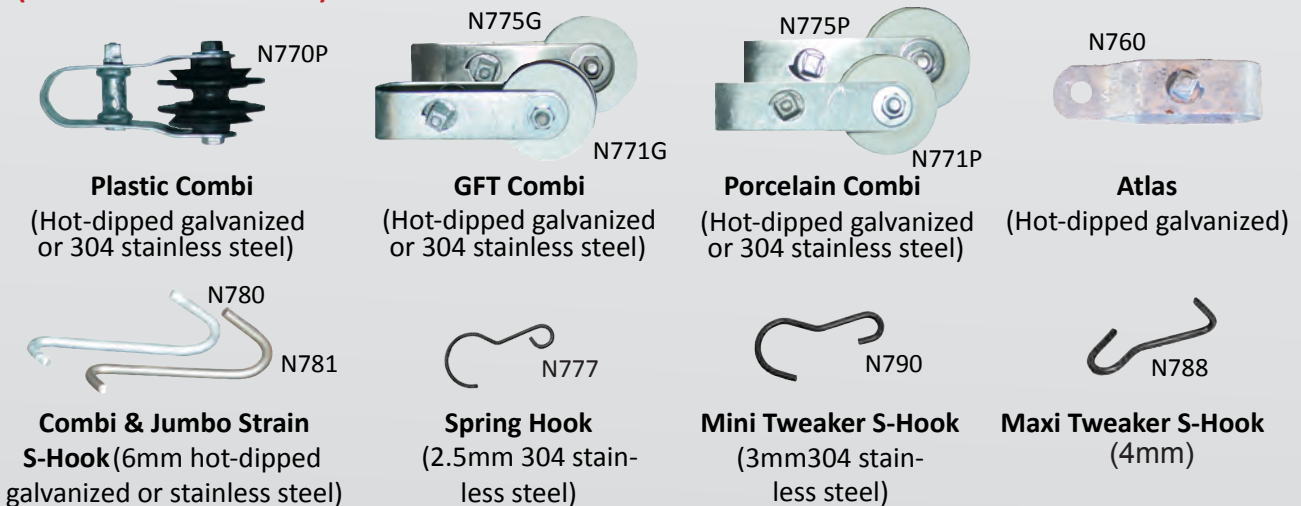 N770P
N775G
N771G
N775P
N771P
N760
Plastic Combi
(Hot-dipped galvanized
or 304 stainless steel)
GFT Combi
(Hot-dipped galvanized
or 304 stainless steel)
Porcelain Combi
(Hot-dipped galvanized
or 304 stainless steel)
Atlas
(Hot-dipped galvanized)
N780
N781
N777
N790
N788
Combi & Jumbo Strain
S-Hook (6mm hot-dipped
galvanized or stainless steel)
Spring Hook
(2.5mm 304 stain-
less steel)
Mini Tweaker S-Hook
(3mm304 stain-
less steel)
Maxi Tweaker S-Hook
(4mm)